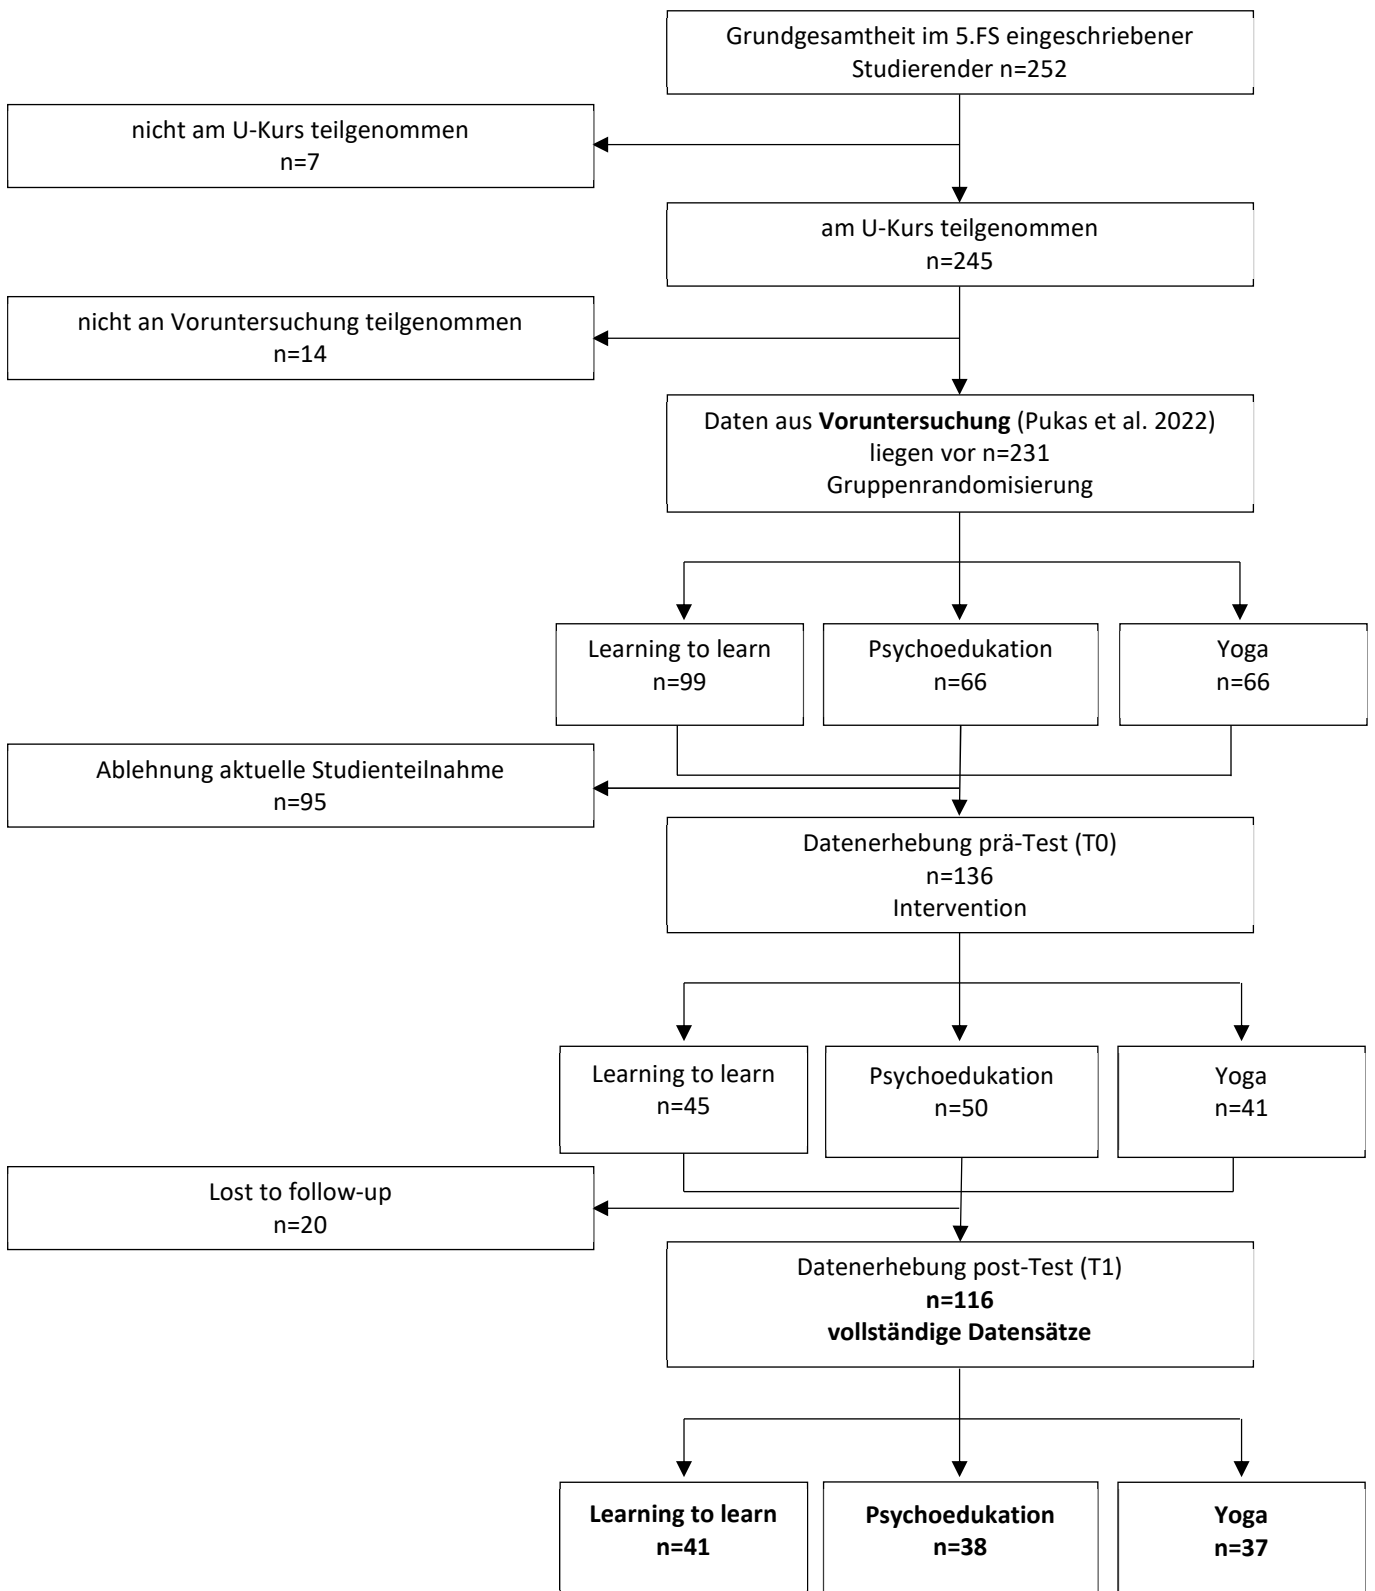 Grundgesamtheit im 5.FS eingeschriebener
Studierender n=252
nicht am U-Kurs teilgenommen
n=7
am U-Kurs teilgenommen
n=245
nicht an Voruntersuchung teilgenommen
n=14
Daten aus Voruntersuchung (Pukas et al. 2022)
liegen vor n=231
Gruppenrandomisierung
Learning to learn
n=99
Psychoedukation
n=66
Yoga
n=66
Ablehnung aktuelle Studienteilnahme
n=95
Datenerhebung prä-Test (T0)
n=136
Intervention
Learning to learn
n=45
Psychoedukation
n=50
Yoga
n=41
Lost to follow-up
n=20
Datenerhebung post-Test (T1)
n=116
vollständige Datensätze
Learning to learn
n=41
Psychoedukation
n=38
Yoga
n=37